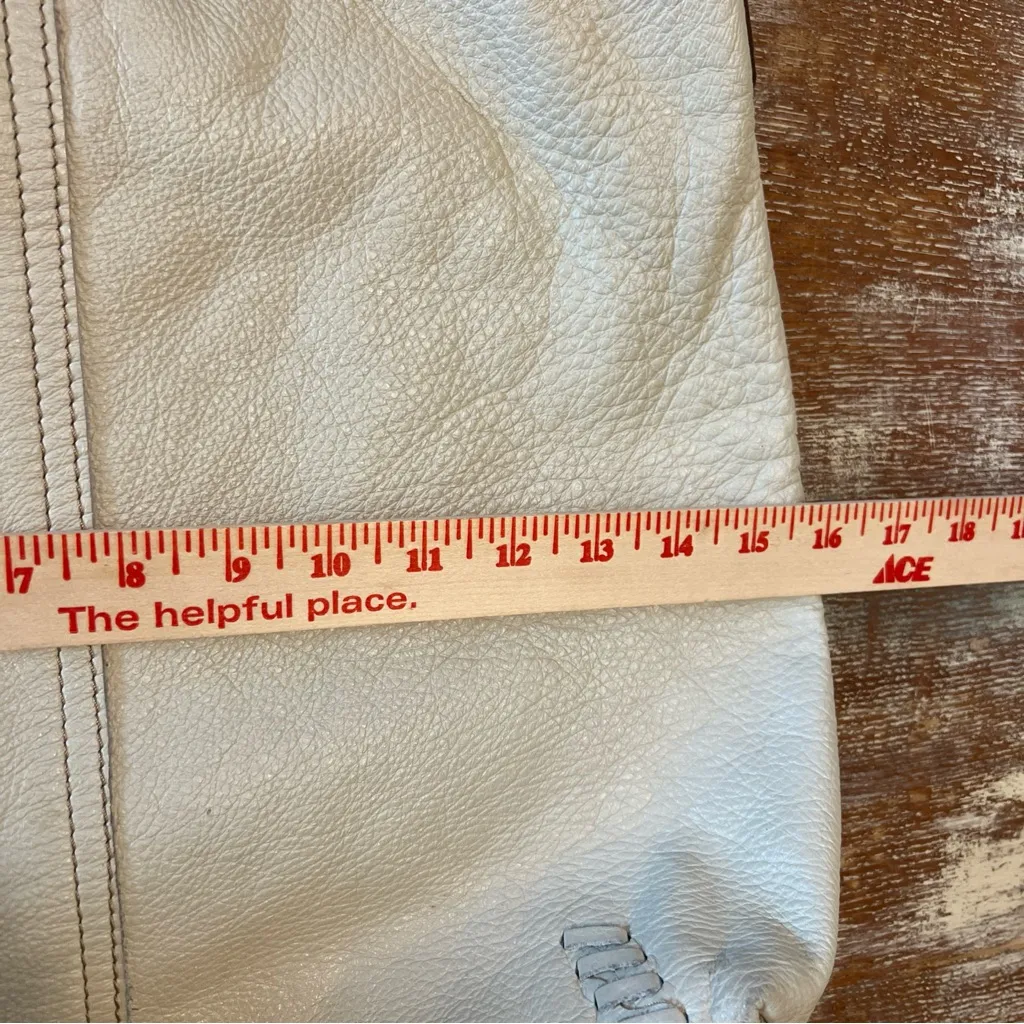 7 8 9 10 11 12 13 14 15 16 17 18
ACE
The helpful place.